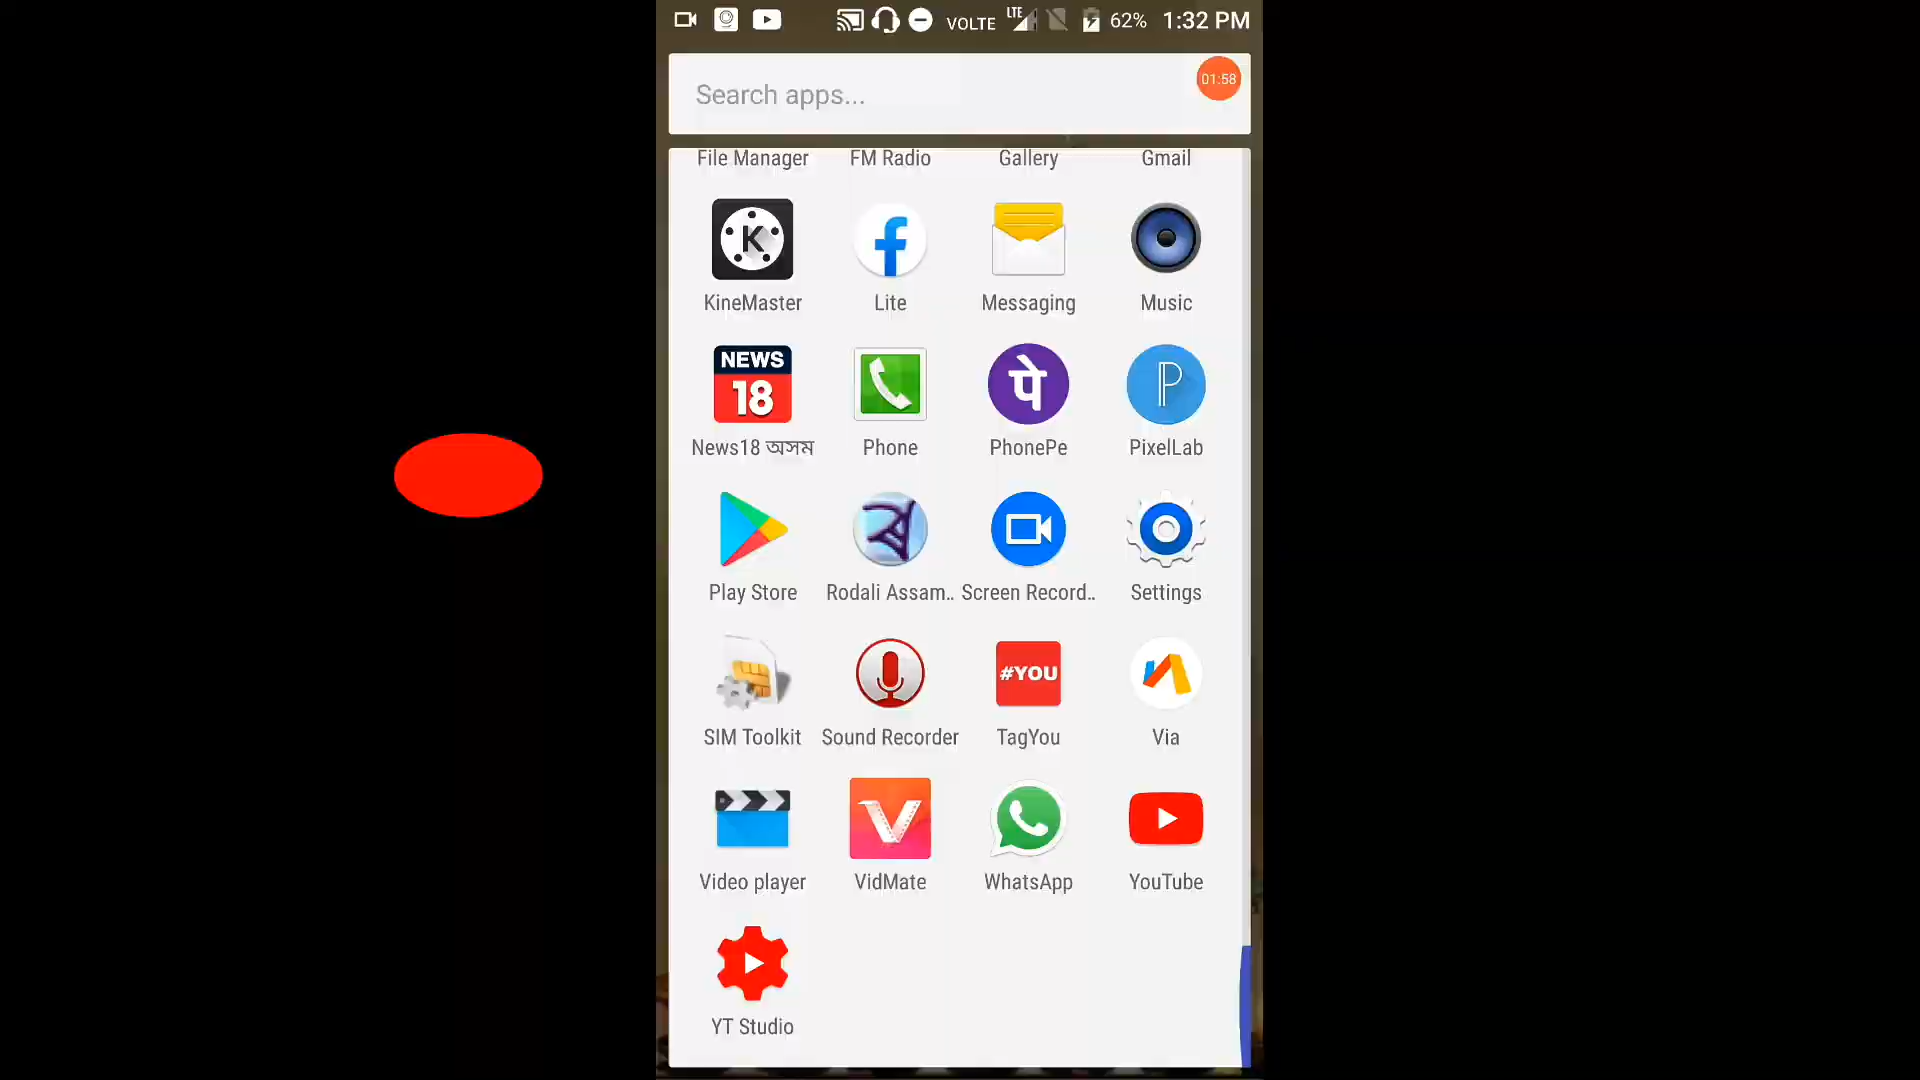 VOLTE LTE 62% 1:32 PM
Search apps...
01:58
File Manager FM Radio Gallery Gmail
K
KineMaster Lite Messaging Music
NEWS
18
पे
P
News18 অসম Phone PhonePe PixelLab
Play Store Rodali Assam.. Screen Record.. Settings
#YOU
SIM Toolkit Sound Recorder TagYou Via
Video player VidMate WhatsApp YouTube
YT Studio